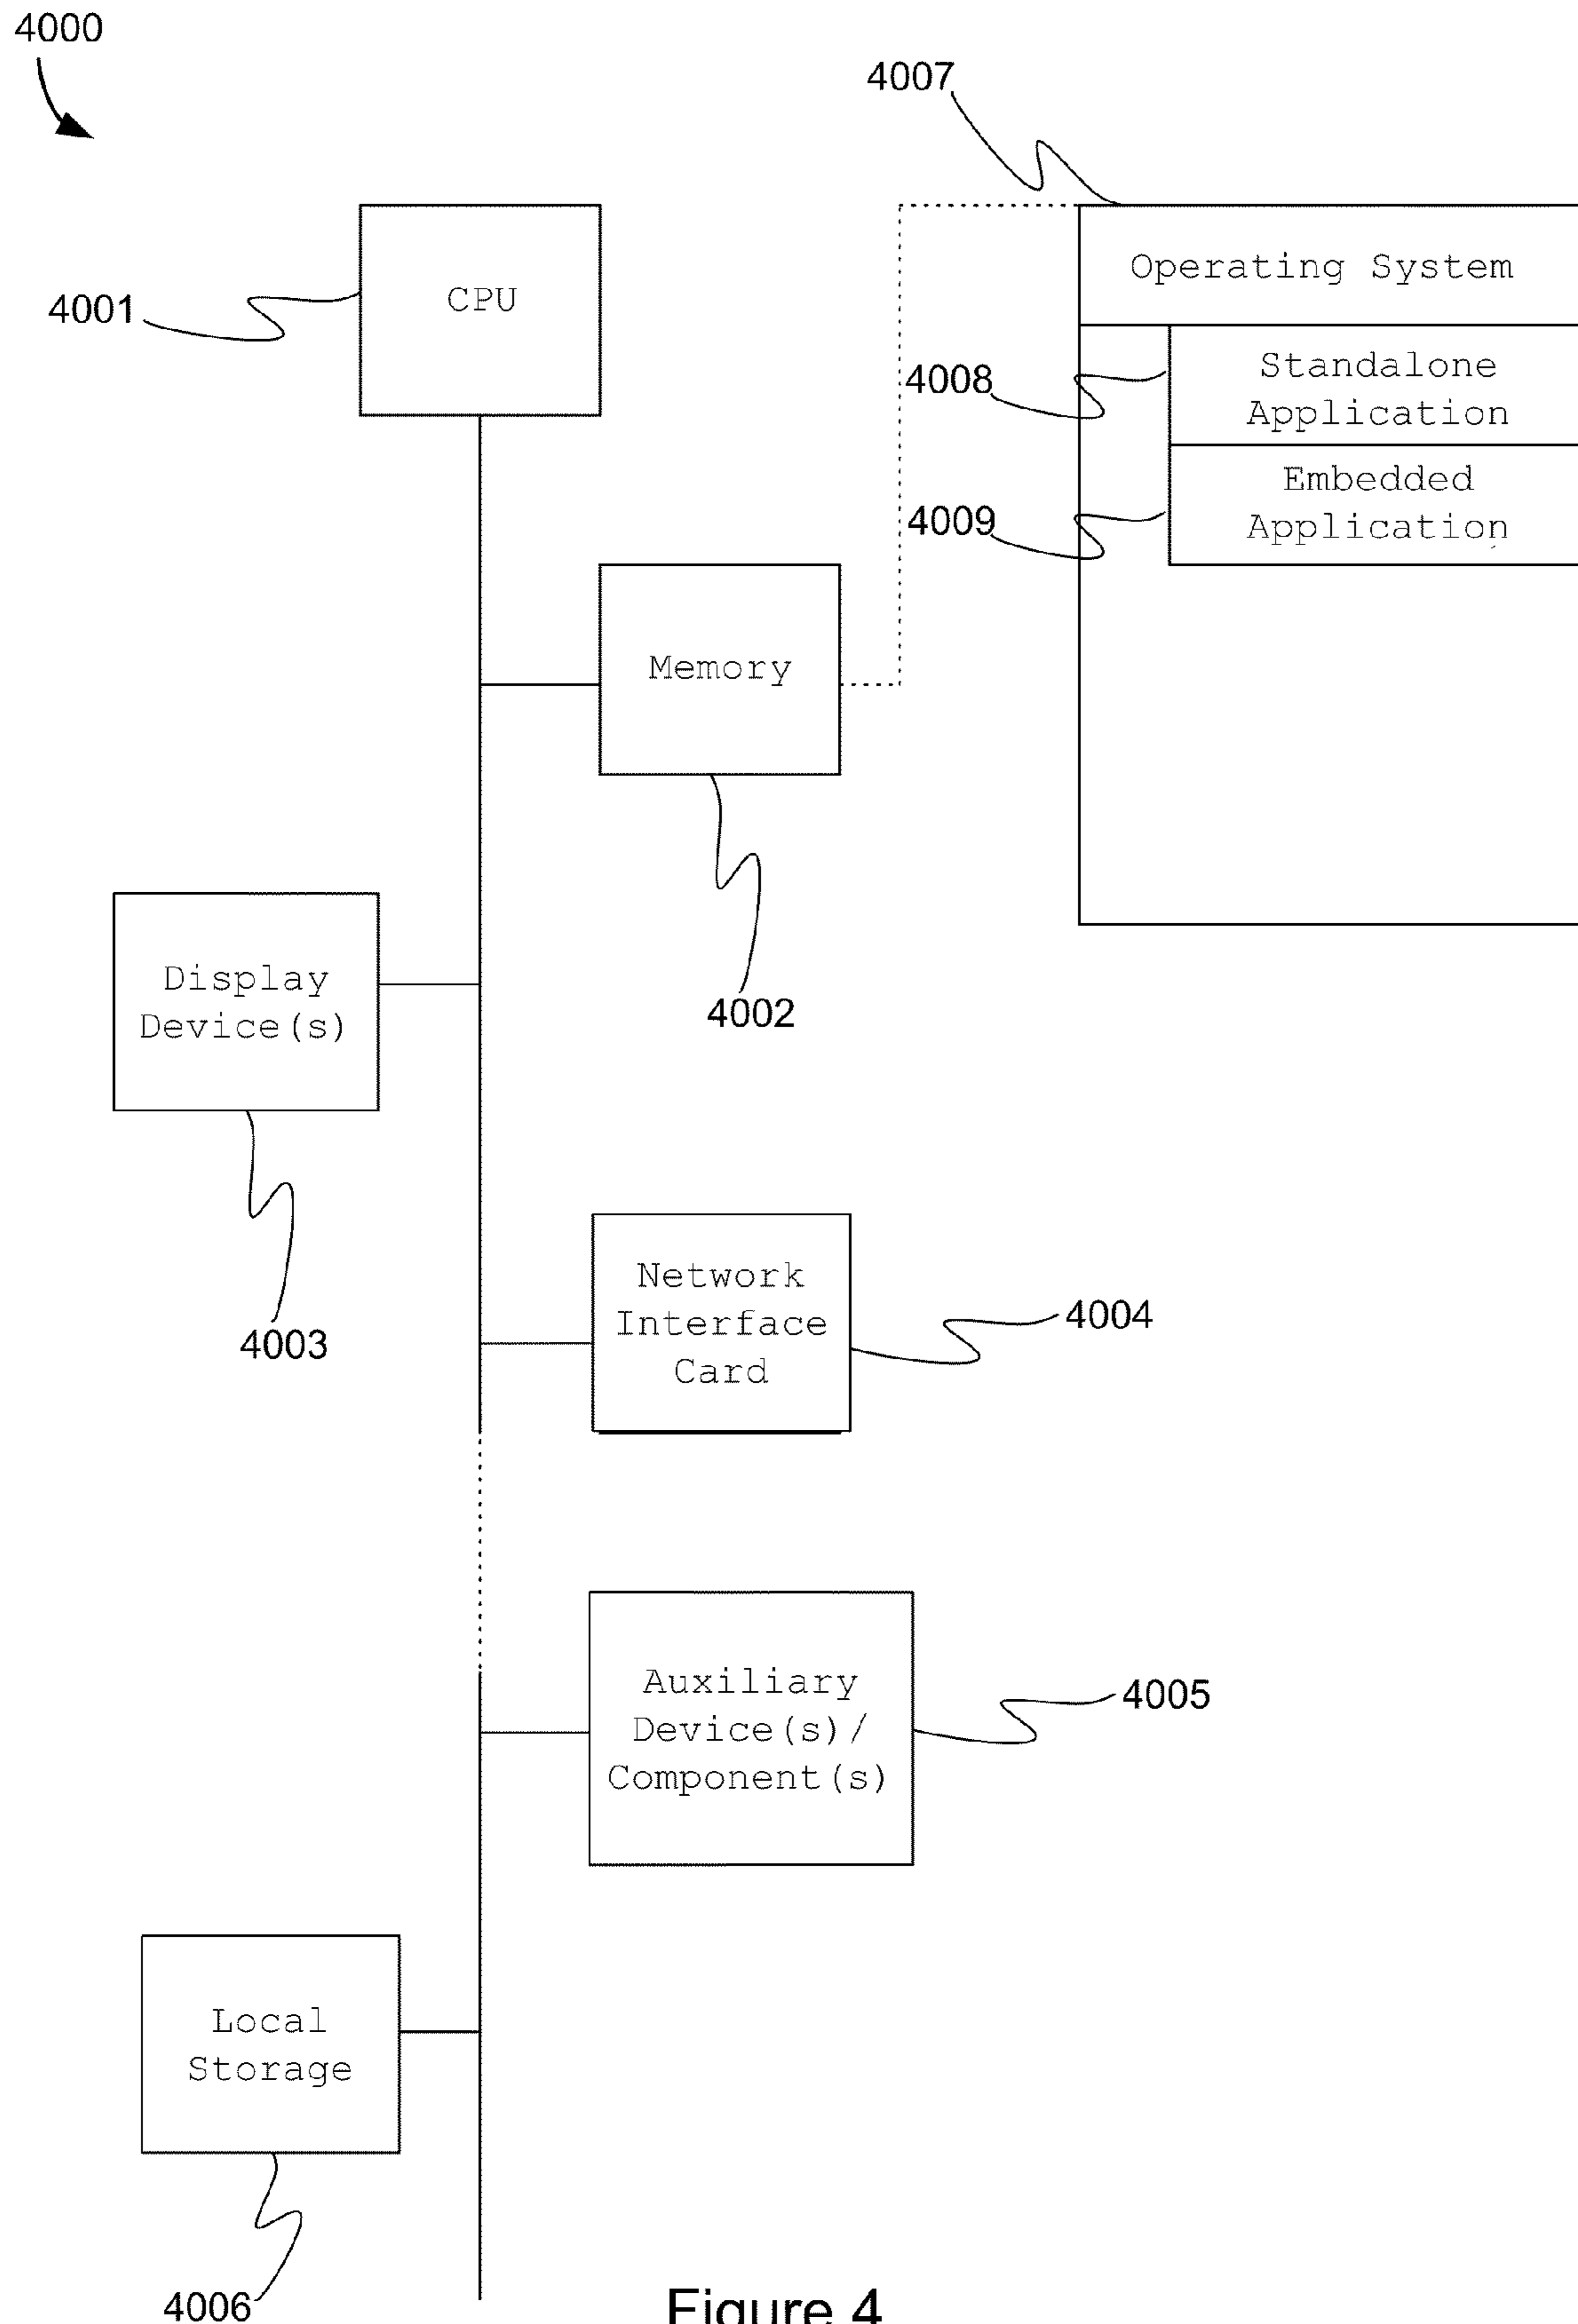 4000
4007
CPU
4001
Operating System
4008
Standalone
Application
4009
Embedded
Application
Memory
4002
Display
Device(s)
4003
Network
Interface
Card
4004
Auxiliary
Device(s)/
Component(s)
4005
Local
Storage
4006
Figure 4